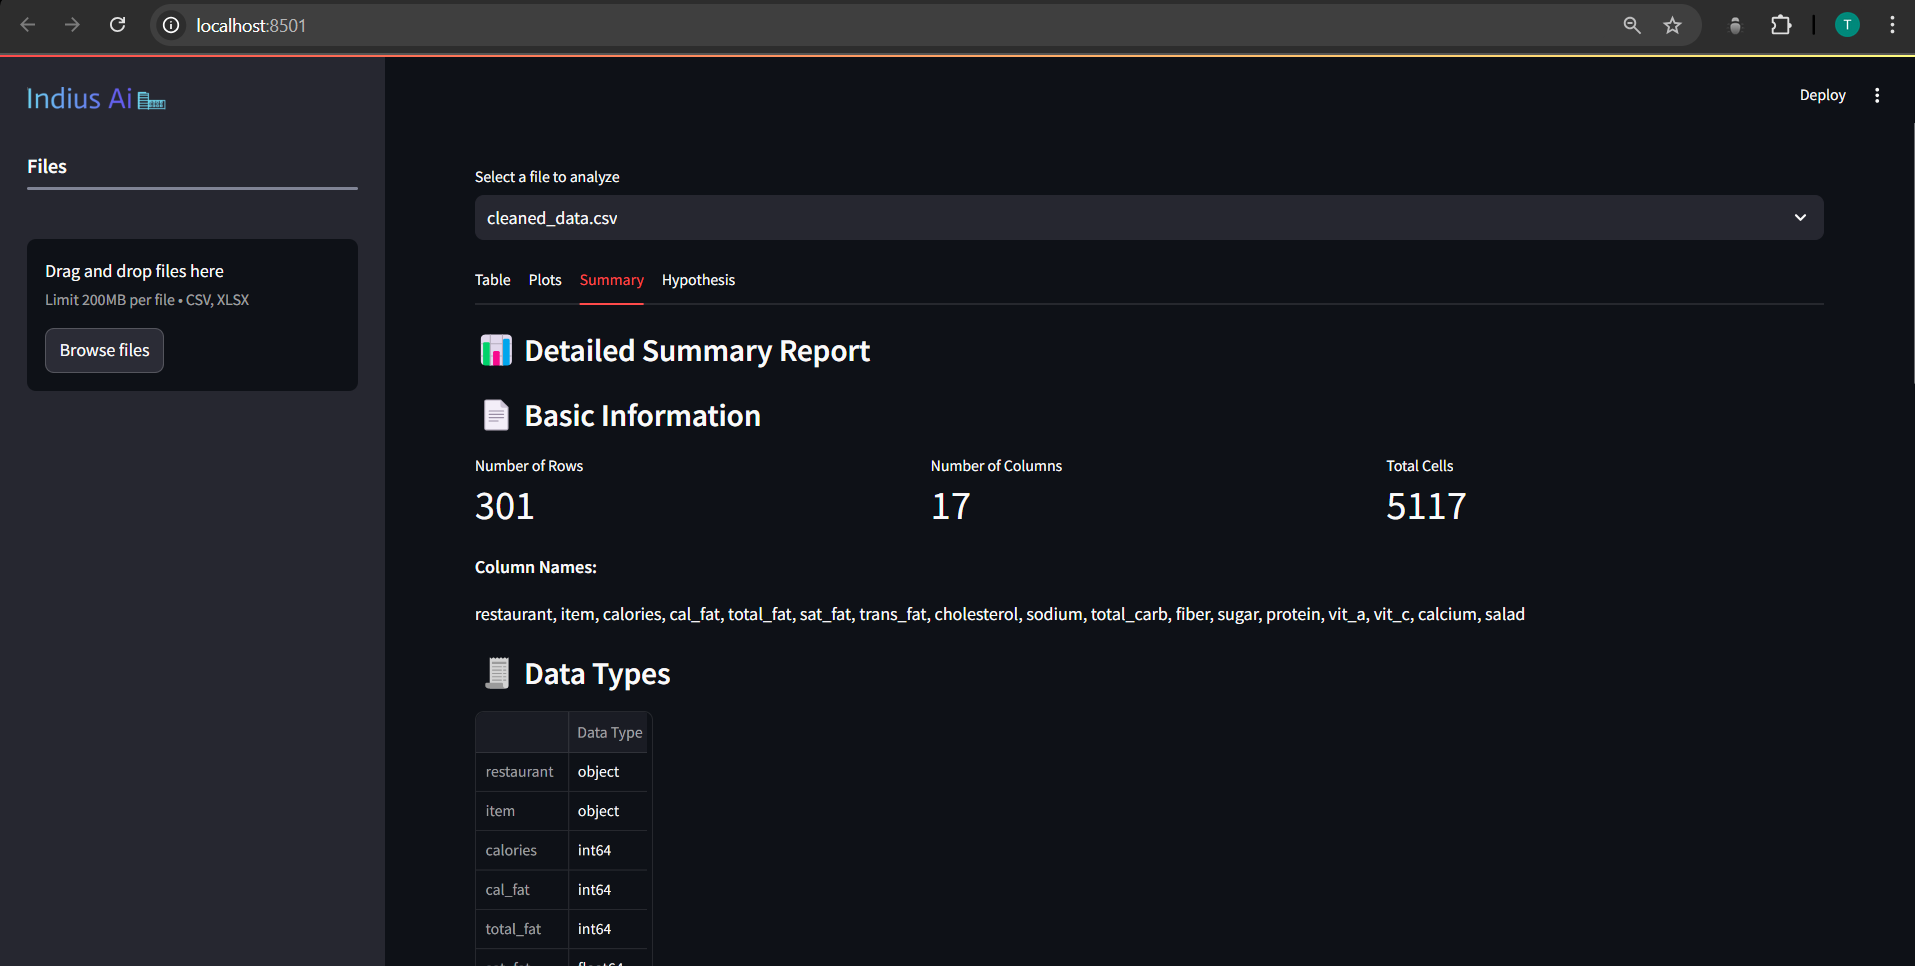 localhost:8501
T
Indius Ai
Deploy
Files
Drag and drop files here
Limit 200MB per file • CSV, XLSX
Browse files
Select a file to analyze
cleaned_data.csv
Table Plots Summary Hypothesis
Detailed Summary Report
Basic Information
Number of Rows Number of Columns Total Cells
301 17 5117
Column Names:
restaurant, item, calories, cal_fat, total_fat, sat_fat, trans_fat, cholesterol, sodium, total_carb, fiber, sugar, protein, vit_a, vit_c, calcium, salad
Data Types
Data Type
restaurant object
item object
calories int64
cal_fat int64
total_fat int64